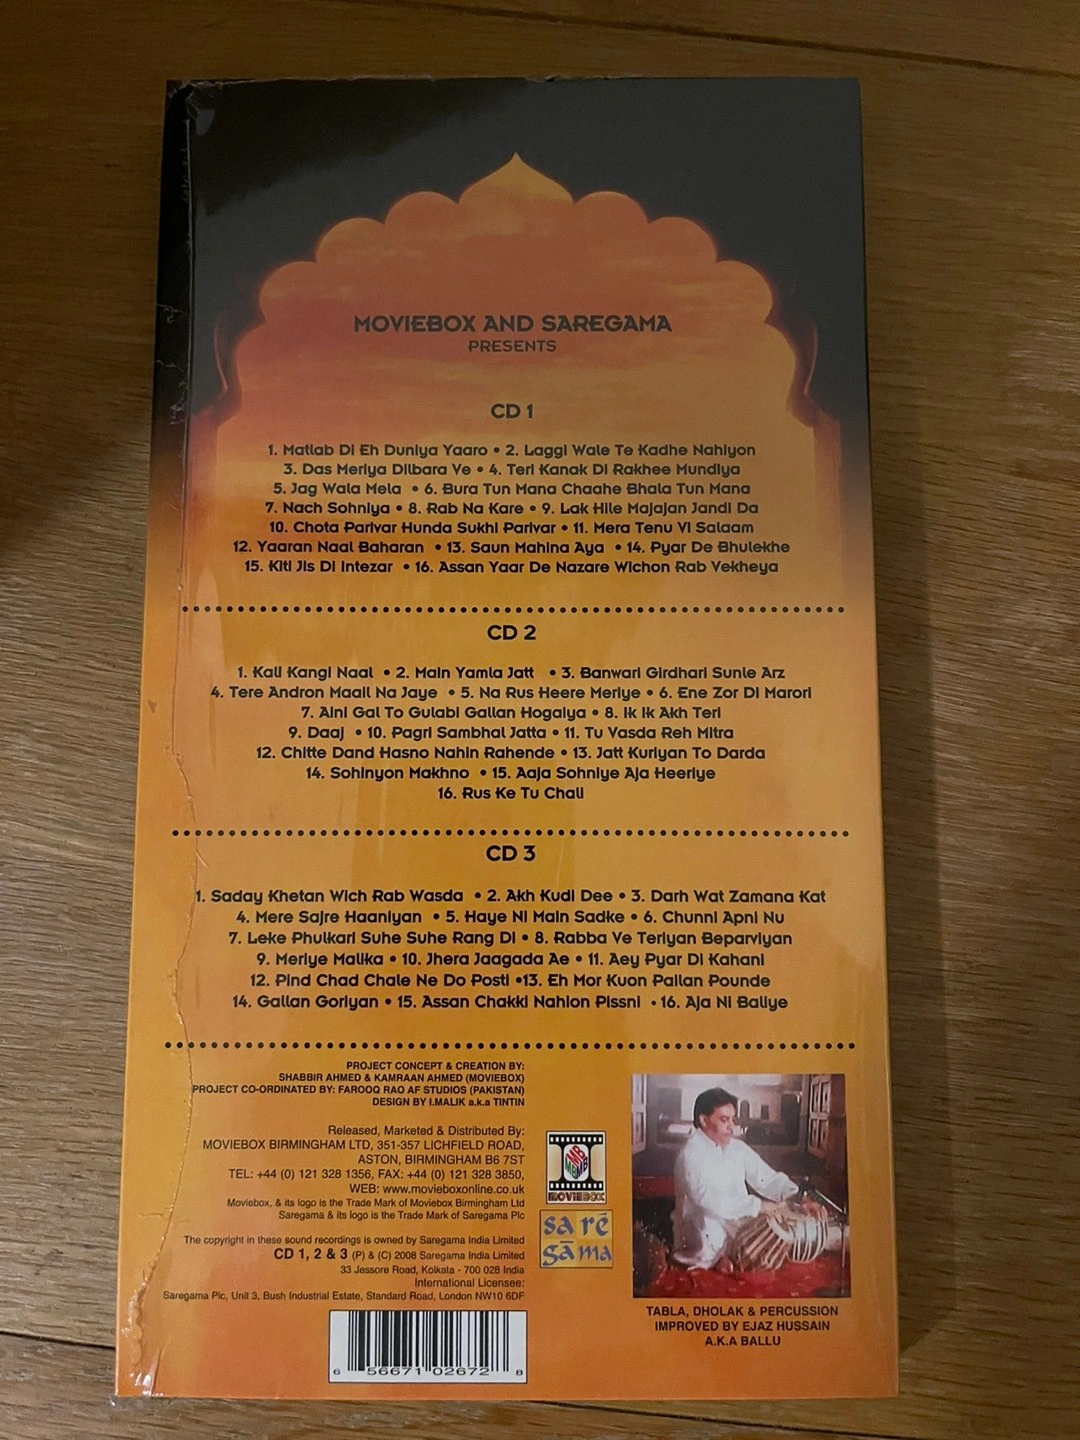 MOVIEBOX AND SAREGAMA
PRESENTS
CD 1
1. Matlab Di Eh Duniya Yaaro • 2. Laggi Wale Te Kadhe Nahiyon
3. Das Meriya Dilbara Ve • 4. Teri Kanak Di Rakhee Mundiya
5. Jag Wala Mela • 6. Bura Tun Mana Chaahe Bhala Tun Mana
7. Nach Sohniya • 8. Rab Na Kare • 9. Lak Hile Majajan Jandi Da
10. Chota Parivar Hunda Sukhi Parivar • 11. Mera Tenu Vi Salaam
12. Yaaran Naal Baharan • 13. Saun Mahina Aya • 14. Pyar De Bhulekhe
15. Kiti Jis Di Intezar • 16. Assan Yaar De Nazare Wichon Rab Vekheya
CD 2
1. Kali Kangi Naal • 2. Main Yamla Jatt • 3. Banwari Girdhari Sunle Arz
4. Tere Andron Maail Na Jaye • 5. Na Rus Heere Meriye • 6. Ene Zor Di Marori
7. Aini Gal To Gulabi Gallan Hogaiya • 8. Ik Ik Akh Teri
9. Daaj • 10. Pagri Sambhal Jatta • 11. Tu Vasda Reh Mitra
12. Chitte Dand Hasno Nahin Rahende • 13. Jatt Kuriyan To Darda
14. Sohinyon Makhno • 15. Aaja Sohniye Aja Heeriye
16. Rus Ke Tu Chali
CD 3
1. Saday Khetan Wich Rab Wasda • 2. Akh Kudi Dee • 3. Darh Wat Zamana Kat
4. Mere Sajre Haaniyan • 5. Haye Ni Main Sadke • 6. Chunni Apni Nu
7. Leke Phulkari Suhe Suhe Rang Di • 8. Rabba Ve Teriyan Beparviyan
9. Meriye Malika • 10. Jhera Jaagada Ae • 11. Aey Pyar Di Kahani
12. Pind Chad Chale Ne Do Posti •13. Eh Mor Kuon Pailan Pounde
14. Gallan Goriyan • 15. Assan Chakki Nahion Pissni • 16. Aja Ni Baliye
PROJECT CONCEPT & CREATION BY:
SHABBIR AHMED & KAMRAAN AHMED (MOVIEBOX)
PROJECT CO-ORDINATED BY: FAROOQ RAO AF STUDIOS (PAKISTAN)
DESIGN BY I.MALIK a.k.a TINTIN
Released, Marketed & Distributed By:
MOVIEBOX BIRMINGHAM LTD, 351-357 LICHFIELD ROAD,
ASTON, BIRMINGHAM B6 7ST
TEL: +44 (0) 121 328 1356, FAX: +44 (0) 121 328 3850,
WEB: www.movieboxonline.co.uk
Moviebox, & its logo is the Trade Mark of Moviebox Birmingham Ltd
Saregama & its logo is the Trade Mark of Saregama Plc
The copyright in these sound recordings is owned by Saregama India Limited
CD 1, 2 & 3 (P) & (C) 2008 Saregama India Limited
33 Jessore Road, Kolkata - 700 028 India
International Licensee:
Saregama Plc, Unit 3, Bush Industrial Estate, Standard Road, London NW10 6DF
6 56671 02672 8
MOVIEBOX
sa rē
gā ma
TABLA, DHOLAK & PERCUSSION
IMPROVED BY EJAZ HUSSAIN
A.K.A BALLU